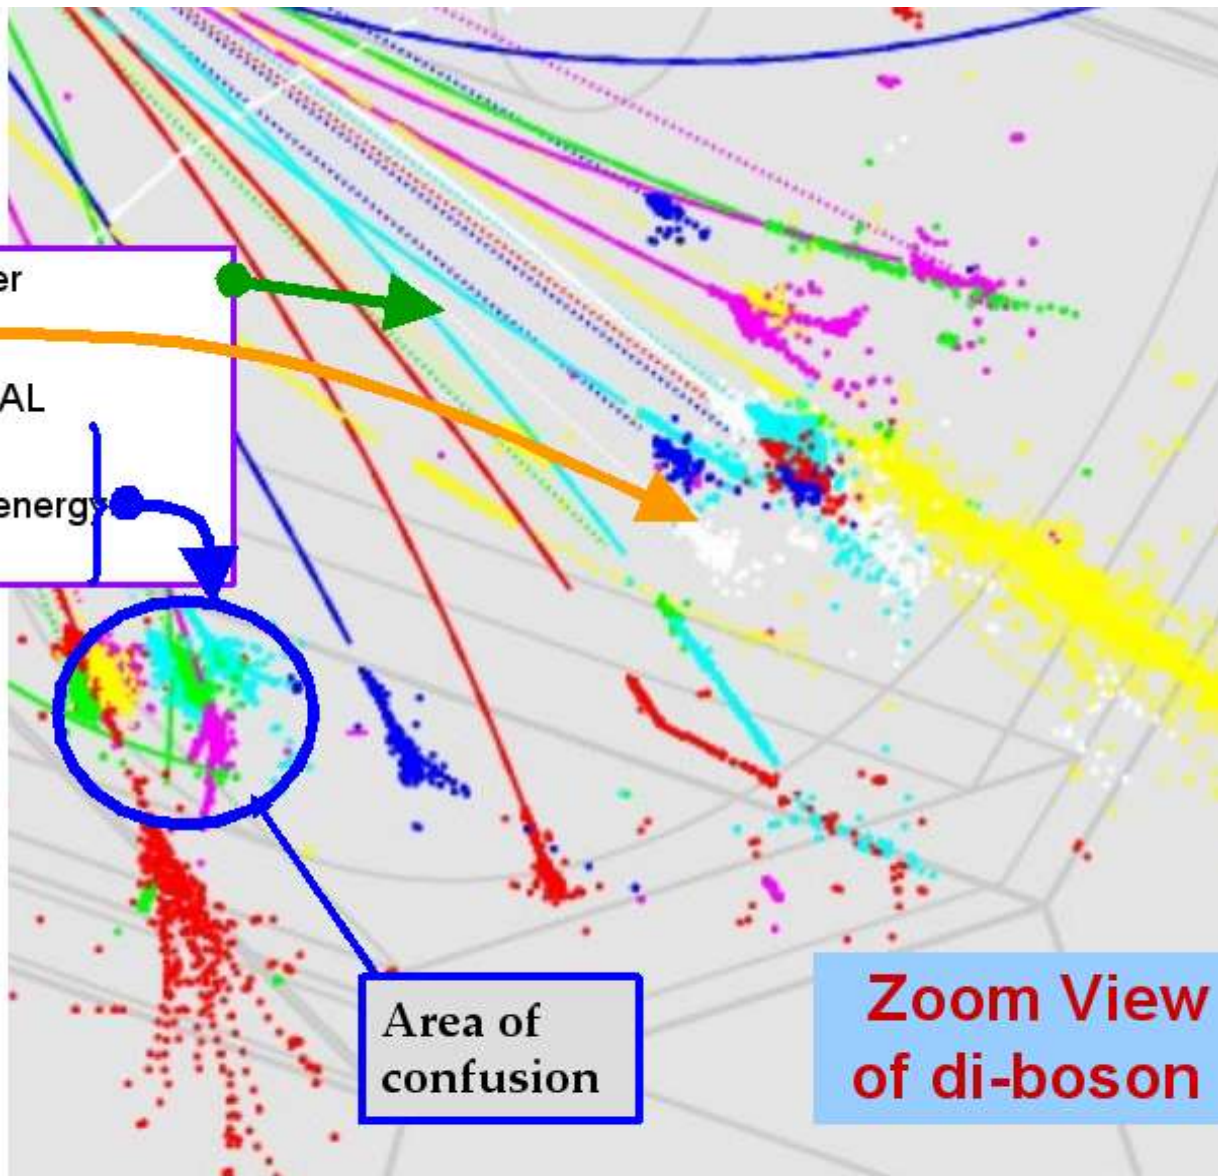 er
AL
energy
Area of
confusion
Zoom View
of di-boson